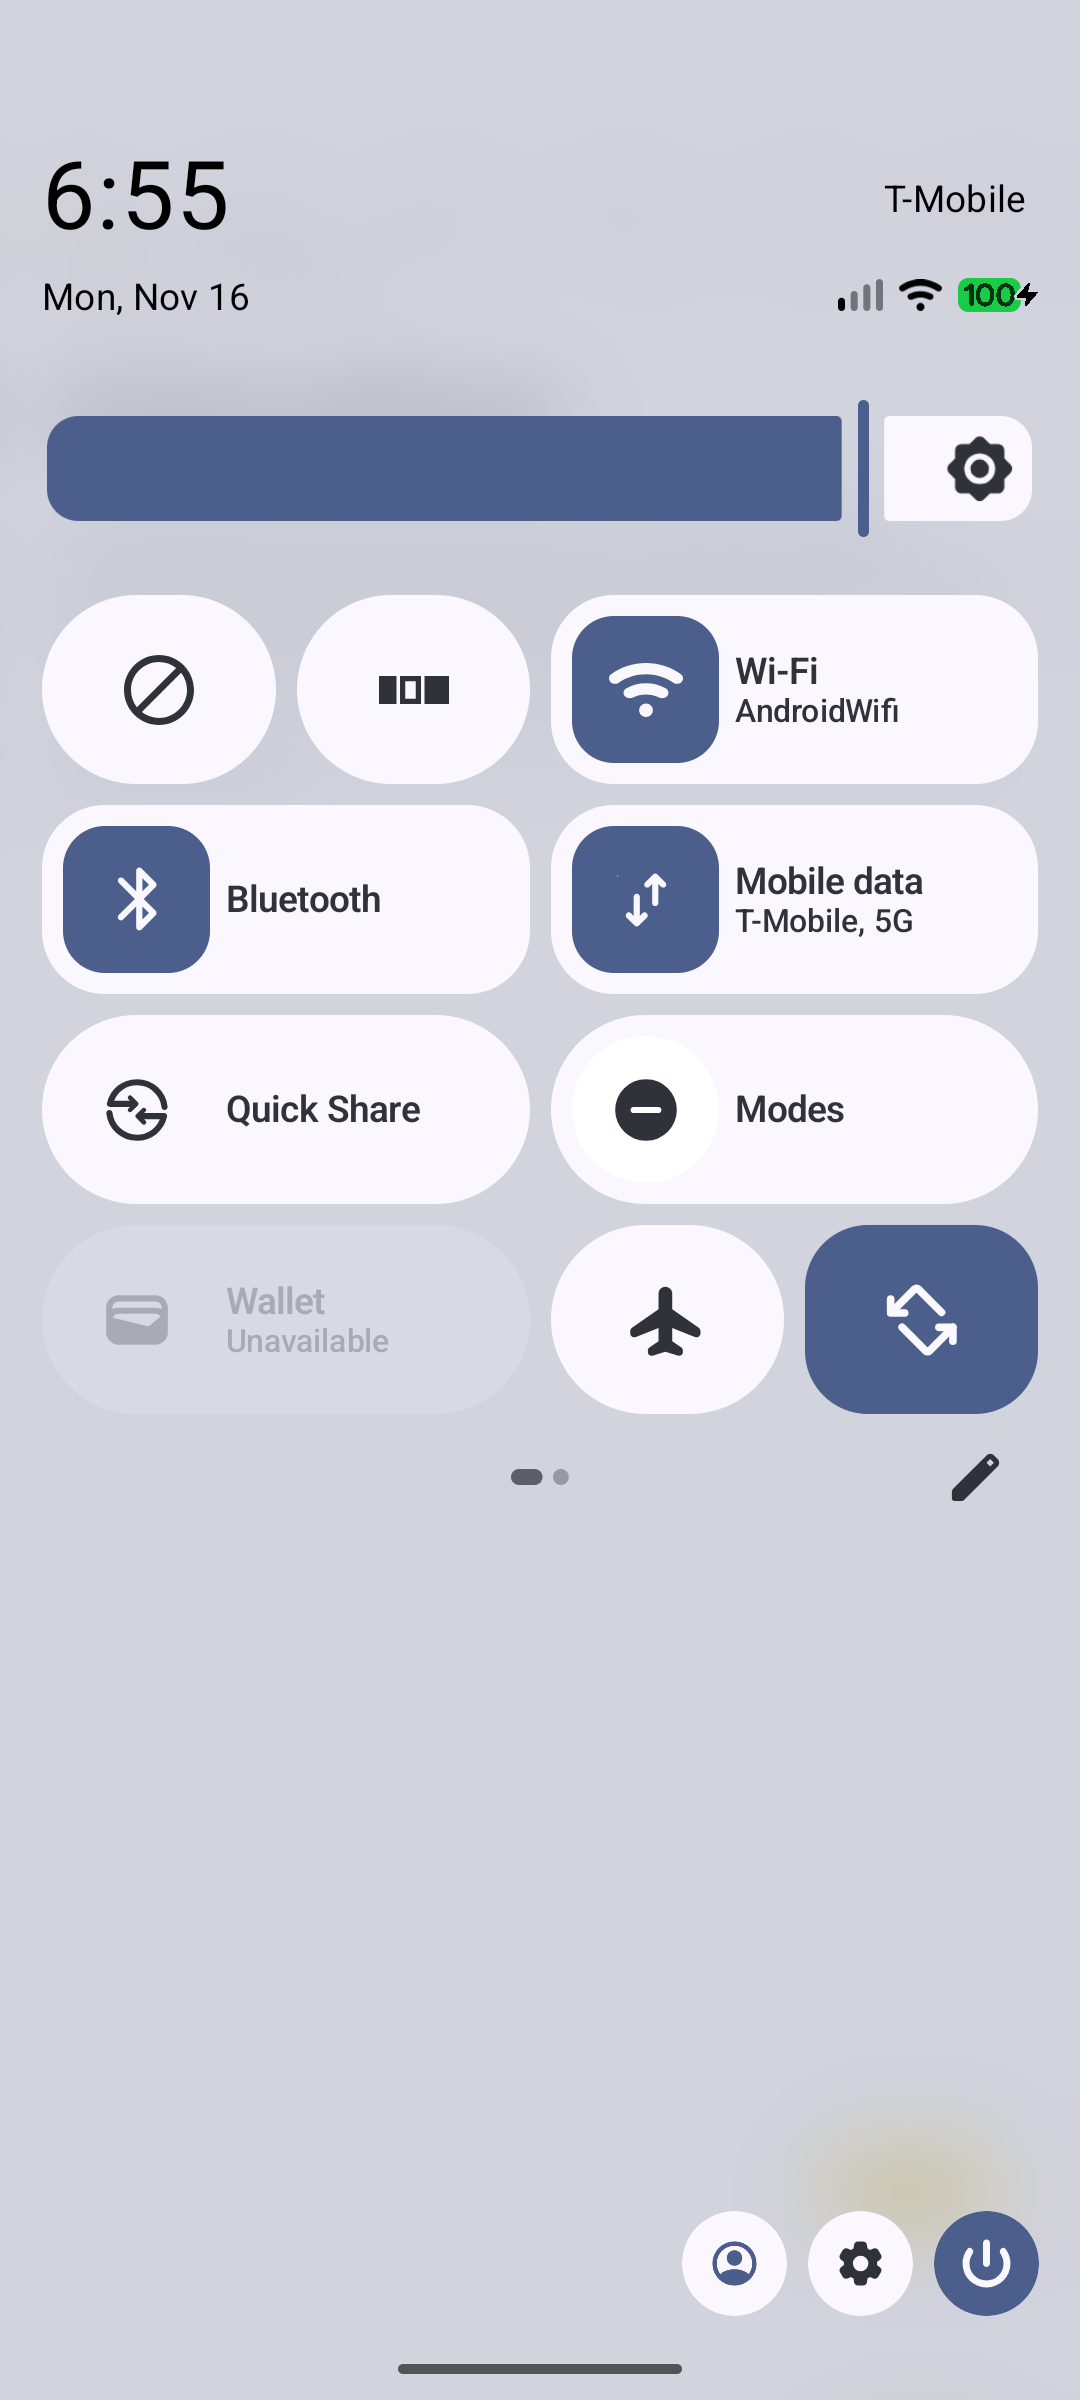 6:55
T-Mobile
Mon, Nov 16
100
Wi-Fi
AndroidWifi
Bluetooth
Mobile data
T-Mobile, 5G
Quick Share
Modes
Wallet
Unavailable